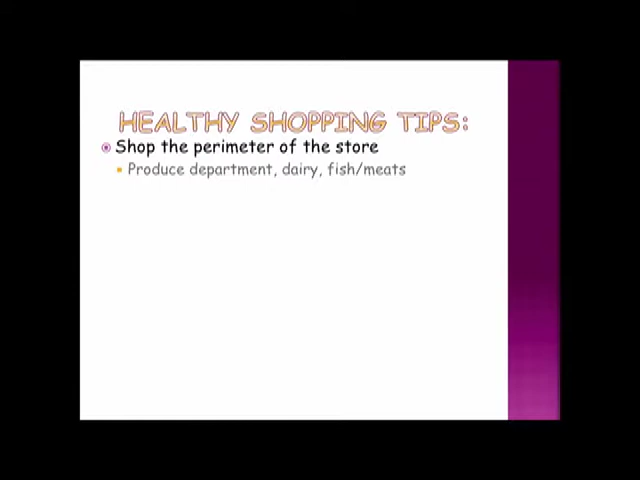 HEALTHY SHOPPING TIPS:
Shop the perimeter of the store
Produce department, dairy, fish/meats